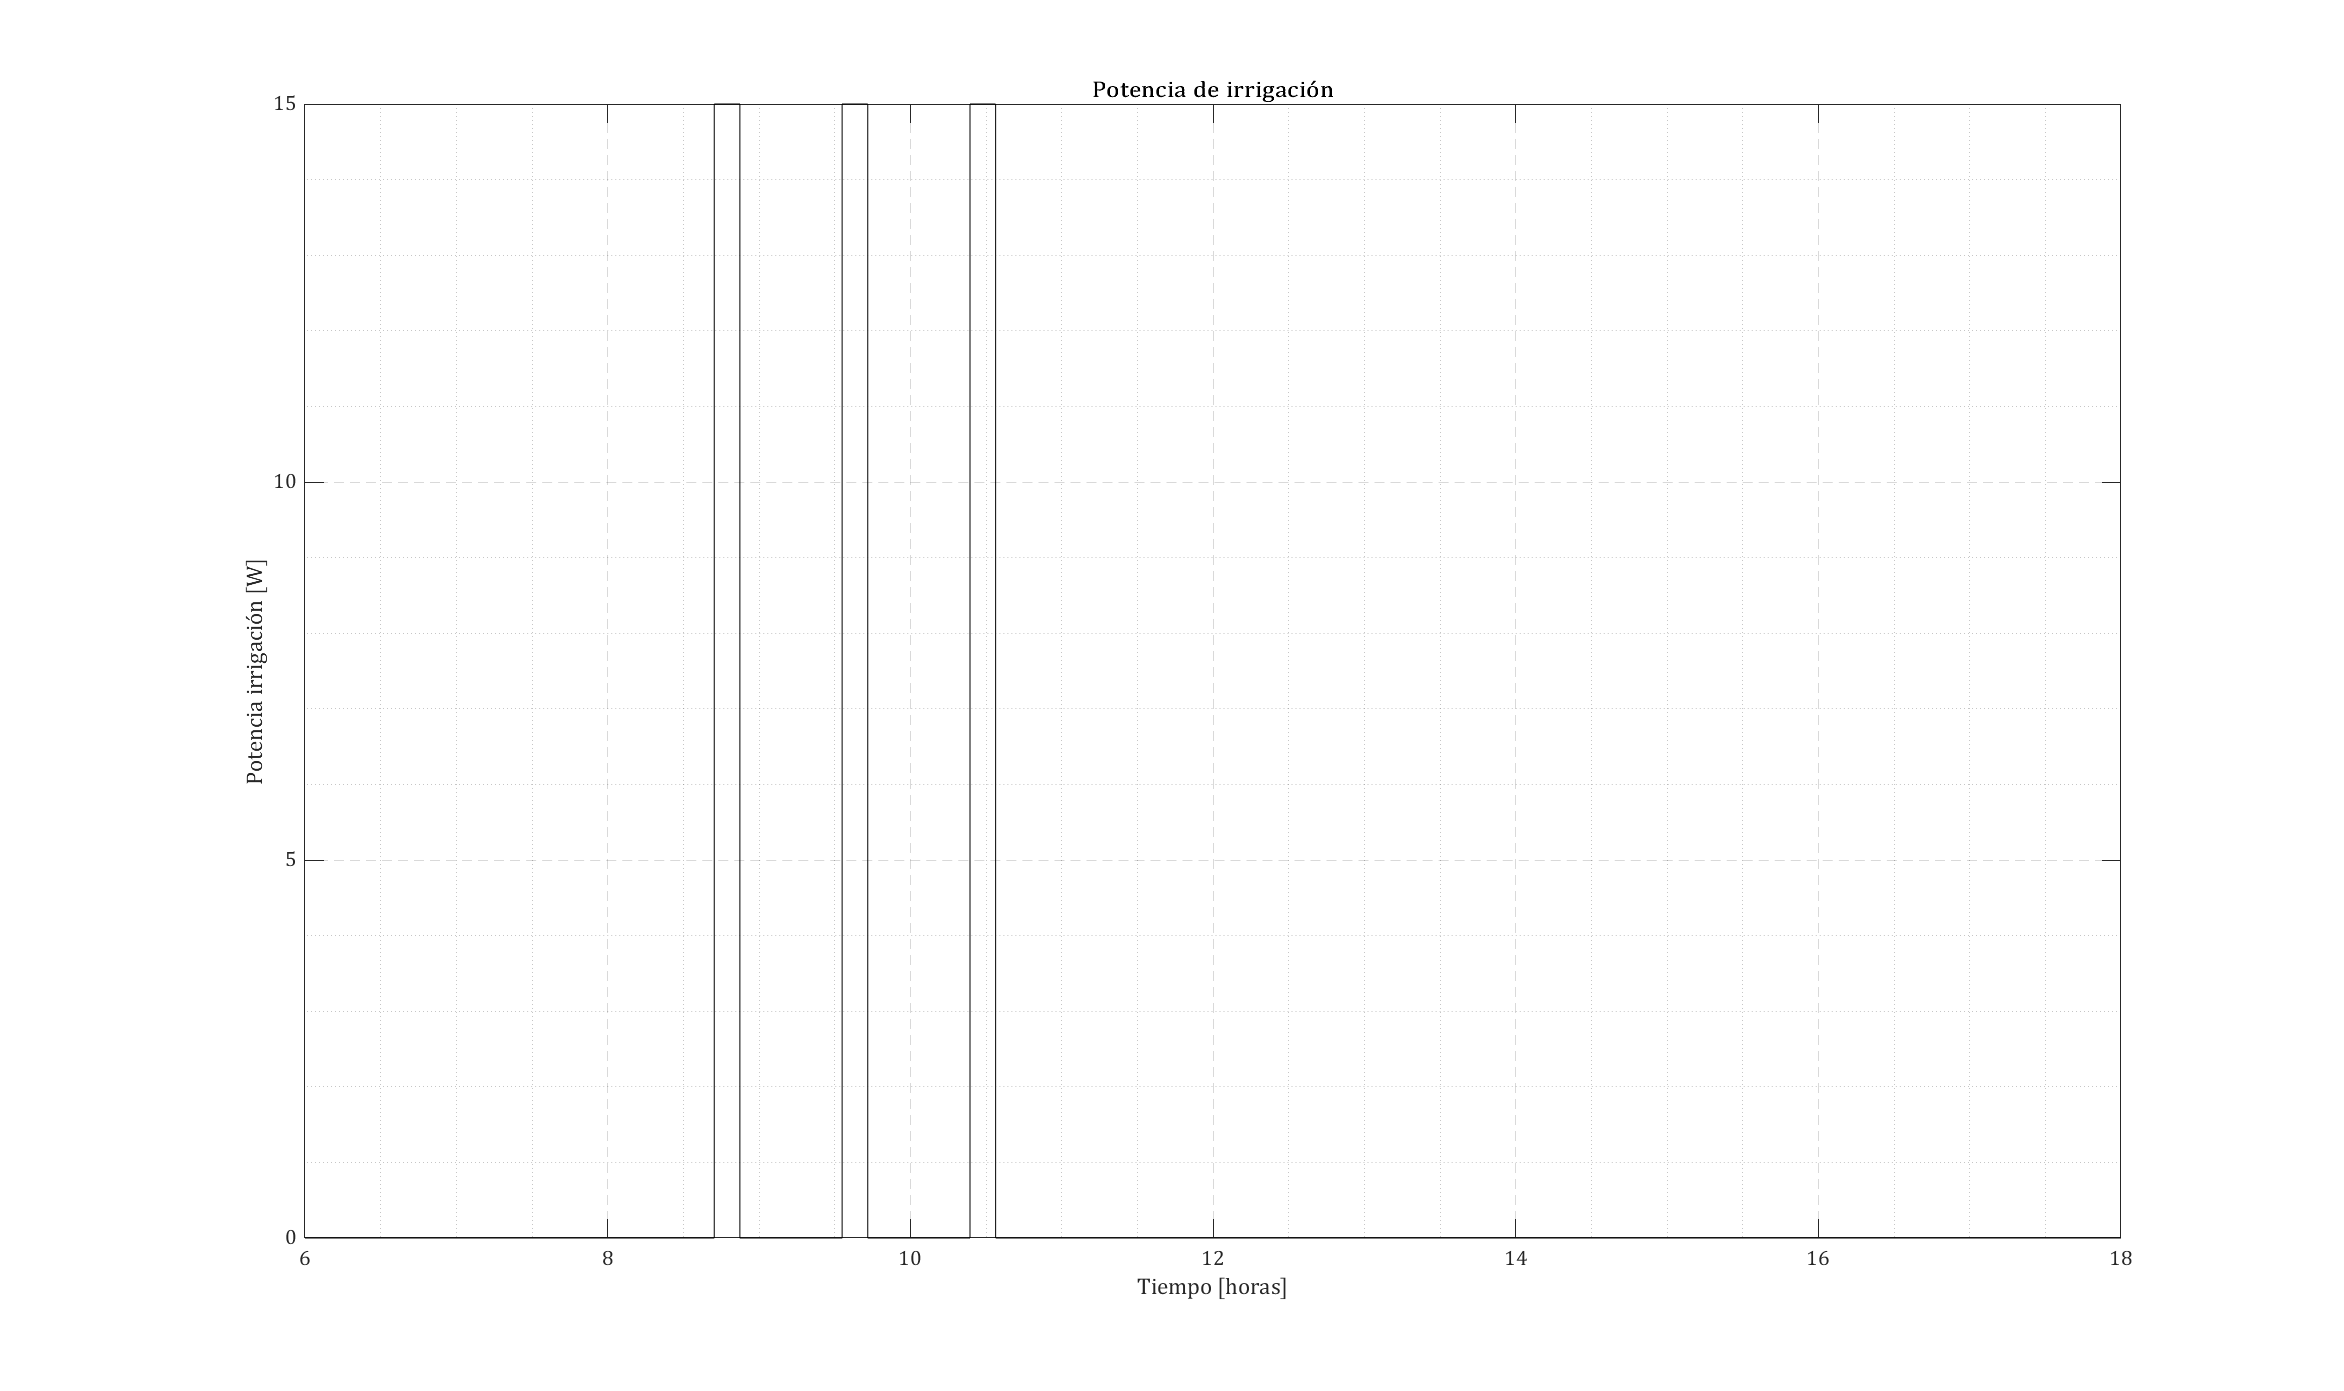 Potencia de irrigación
15
10
5
0
Potencia irrigación [W]
6 8 10 12 14 16 18
Tiempo [horas]